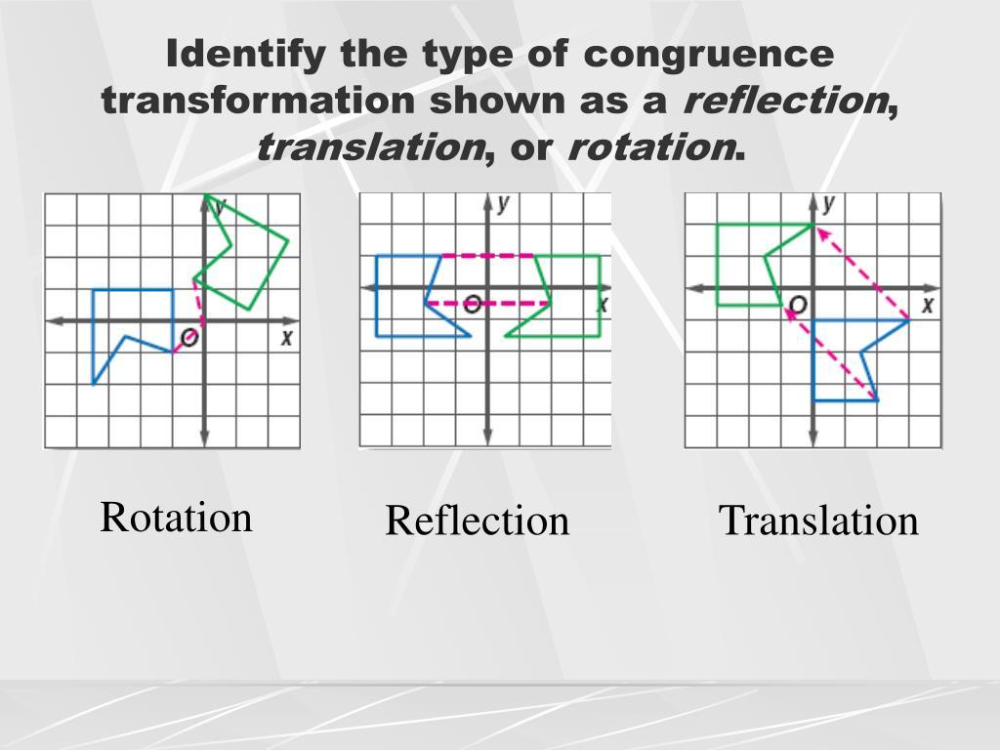 Identify the type of congruence
transformation shown as a reflection,
translation, or rotation.
y
O
x
y
O
x
y
O
x
Rotation
Reflection
Translation